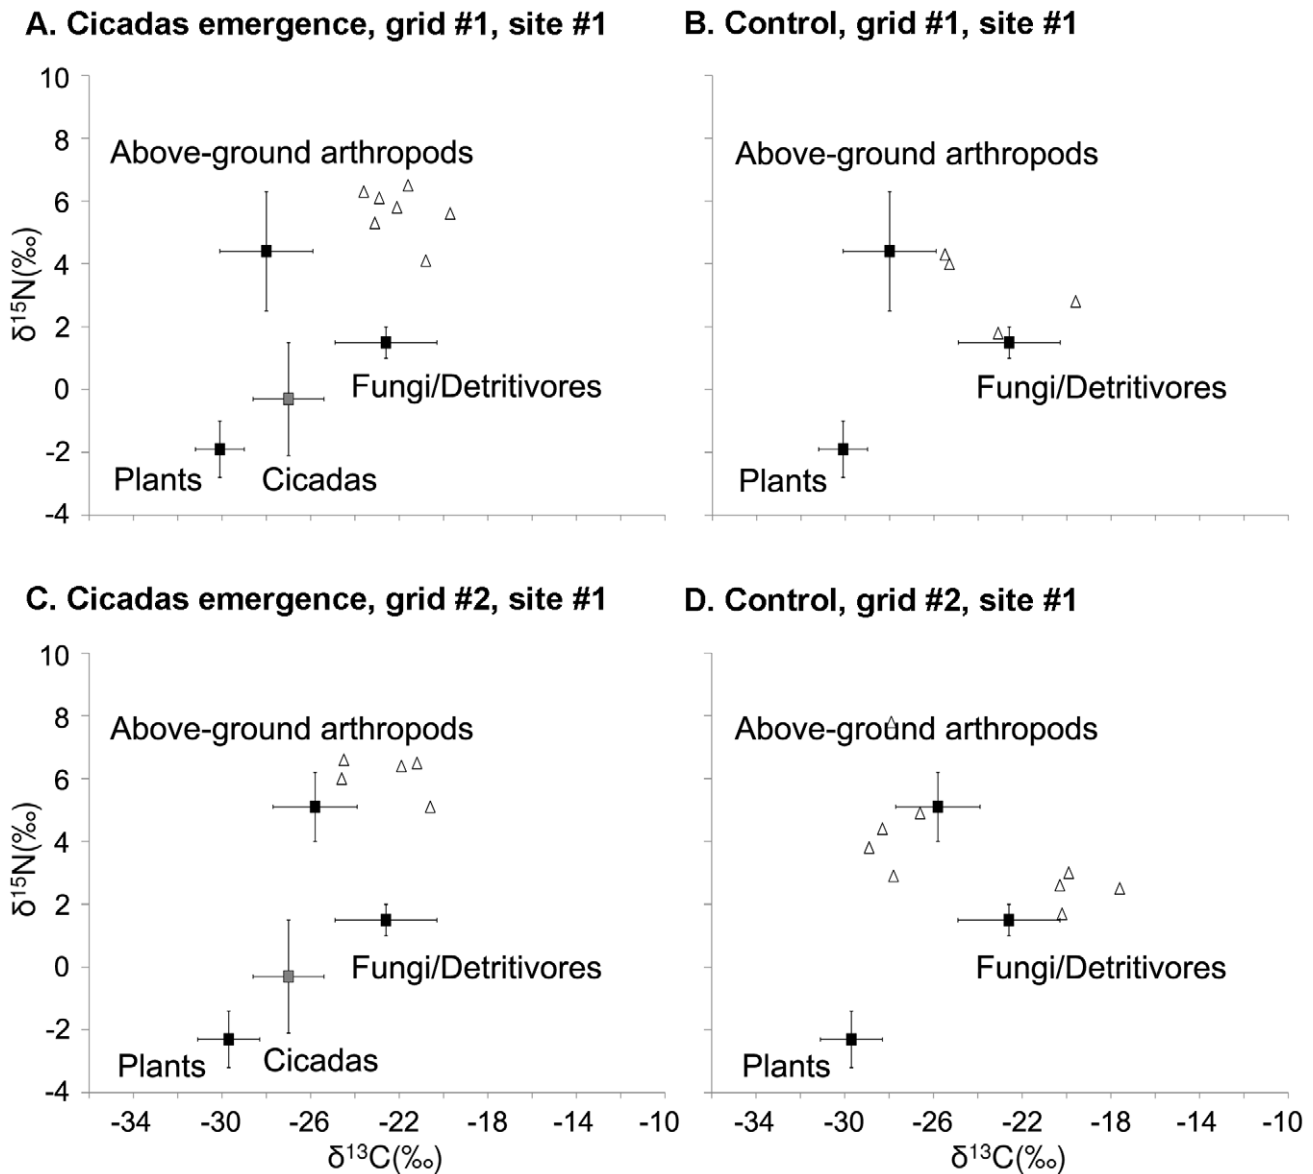 A. Cicadas emergence, grid #1, site #1
10
8
6
4
2
0
-2
-4
δ¹⁵N(‰)
Above-ground arthropods
Fungi/Detritivores
Plants
Cicadas
B. Control, grid #1, site #1
Above-ground arthropods
Fungi/Detritivores
Plants
C. Cicadas emergence, grid #2, site #1
10
8
6
4
2
0
-2
-4
δ¹⁵N(‰)
Above-ground arthropods
Fungi/Detritivores
Plants
Cicadas
-34 -30 -26 -22 -18 -14 -10
δ¹³C(‰)
D. Control, grid #2, site #1
Above-ground arthropods
Fungi/Detritivores
Plants
-34 -30 -26 -22 -18 -14 -10
δ¹³C(‰)